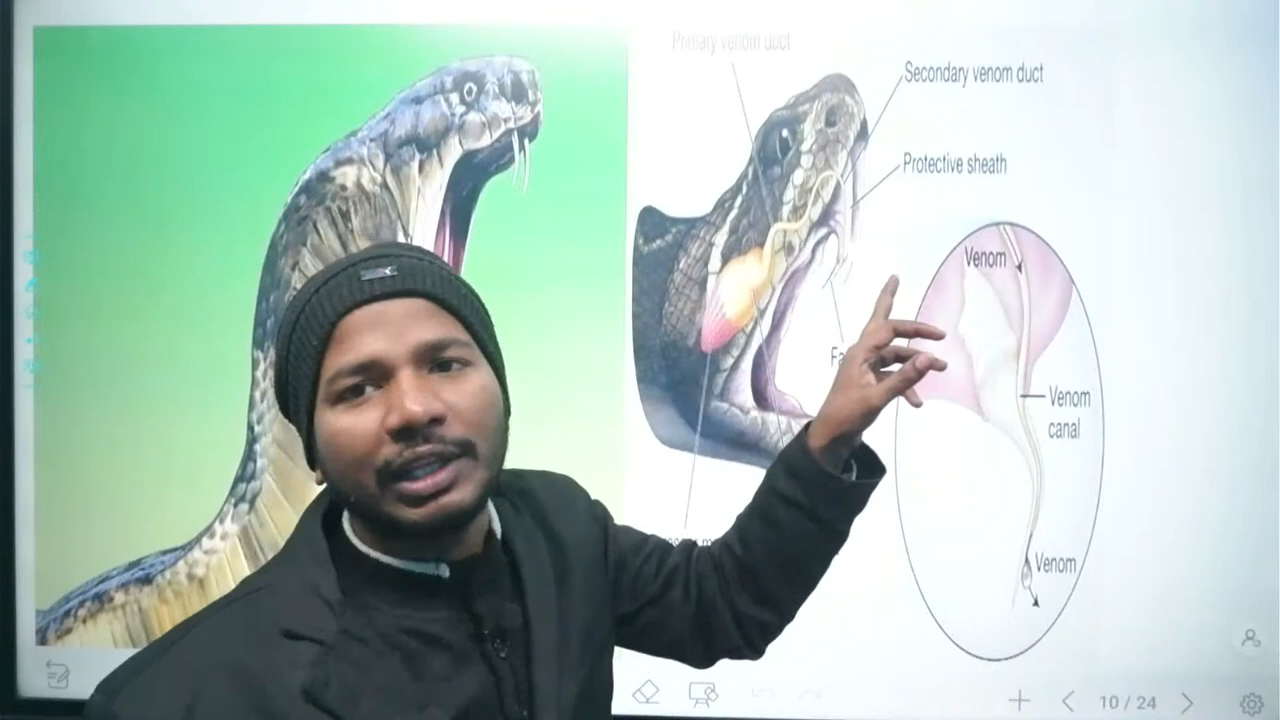 Primary venom duct
Secondary venom duct
Protective sheath
Venom
Venom
canal
Venom
10 / 24